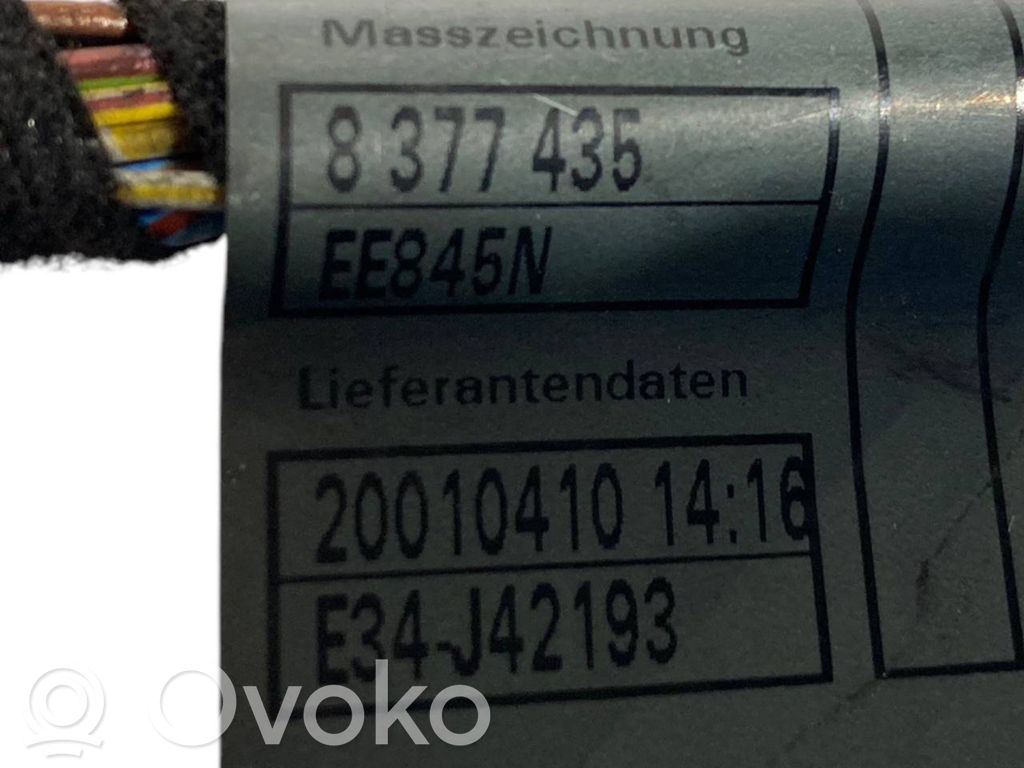 Masszeichnung
8 377 435
EE845N
Lieferantendaten
20010410 14:16
E34-J42193
Ovoko